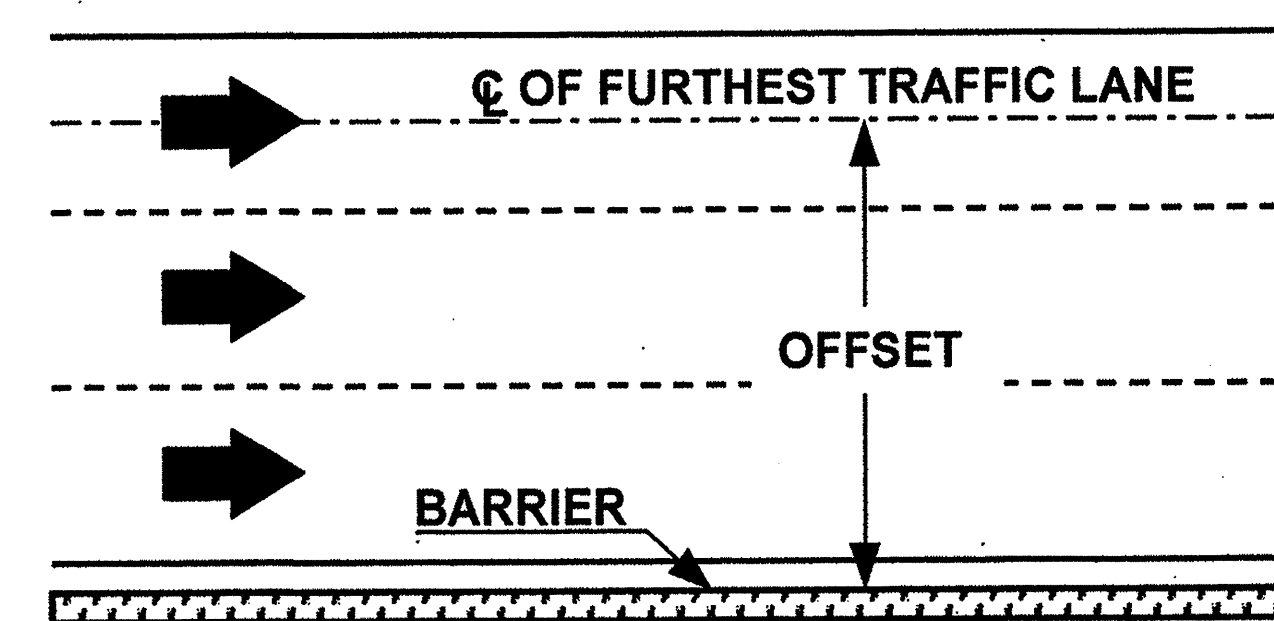 ℄ OF FURTHEST TRAFFIC LANE
OFFSET
BARRIER